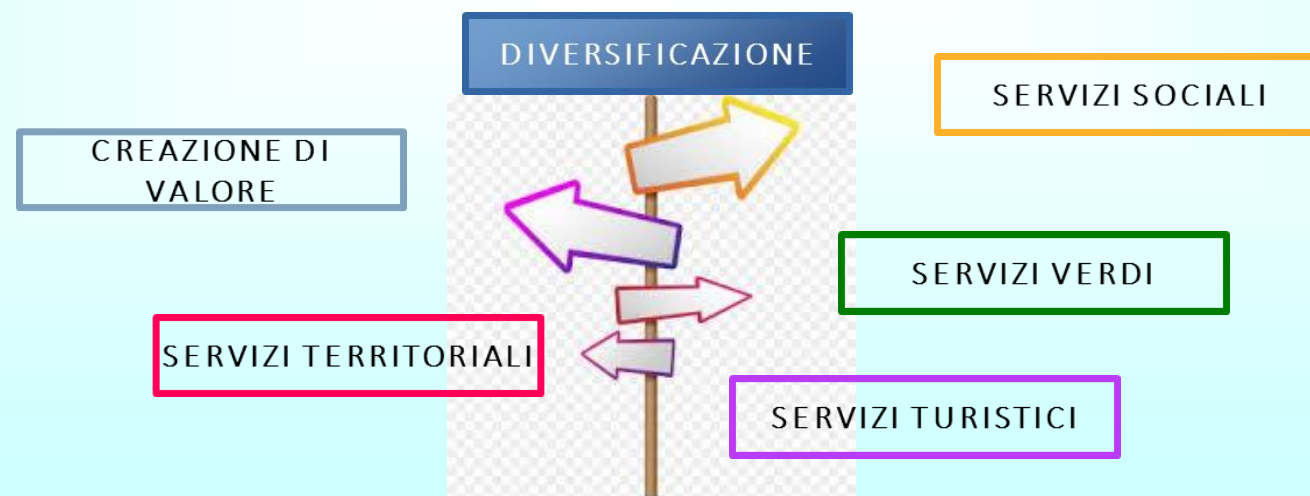 DIVERSIFICAZIONE
SERVIZI SOCIALI
CREAZIONE DI
VALORE
SERVIZI VERDI
SERVIZI TERRITORIALI
SERVIZI TURISTICI